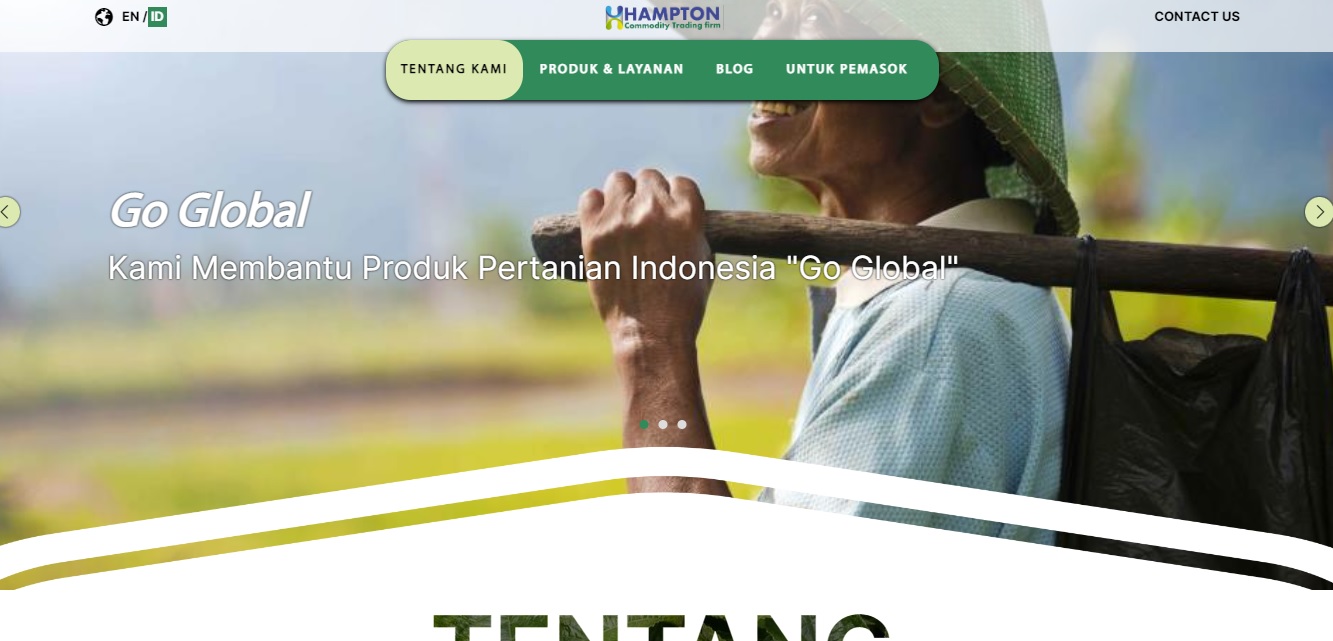 EN / ID
HAMPTON
Commodity Trading firm
CONTACT US
TENTANG KAMI
PRODUK & LAYANAN
BLOG
UNTUK PEMASOK
Go Global
Kami Membantu Produk Pertanian Indonesia "Go Global"
TENTANG